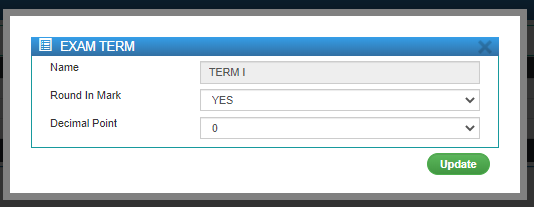 EXAM TERM
Name TERM I
Round In Mark YES
Decimal Point 0
Update